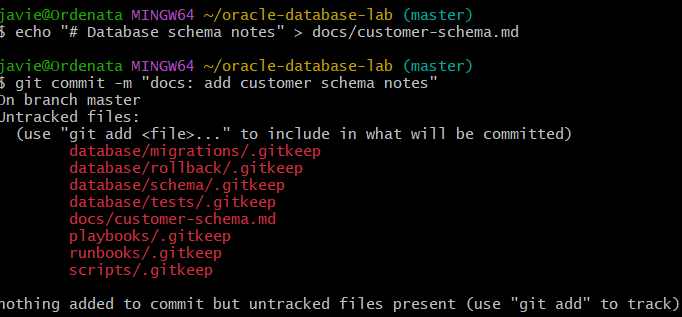 javie@Ordenata MINGW64 ~/oracle-database-lab (master)
$ echo "# Database schema notes" > docs/customer-schema.md
javie@Ordenata MINGW64 ~/oracle-database-lab (master)
$ git commit -m "docs: add customer schema notes"
On branch master
Untracked files:
(use "git add <file>..." to include in what will be committed)
database/migrations/.gitkeep
database/rollback/.gitkeep
database/schema/.gitkeep
database/tests/.gitkeep
docs/customer-schema.md
playbooks/.gitkeep
runbooks/.gitkeep
scripts/.gitkeep
nothing added to commit but untracked files present (use "git add" to track)